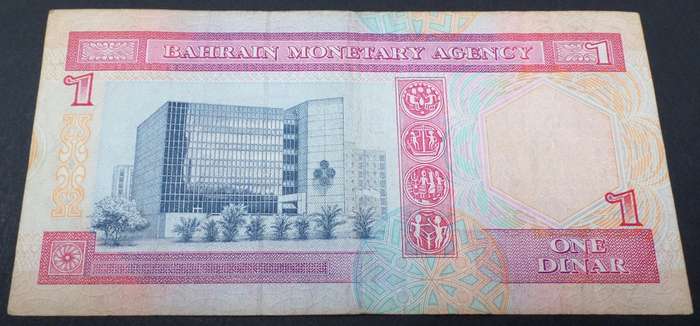 1 BAHRAIN MONETARY AGENCY 1
1
1
ONE
DINAR